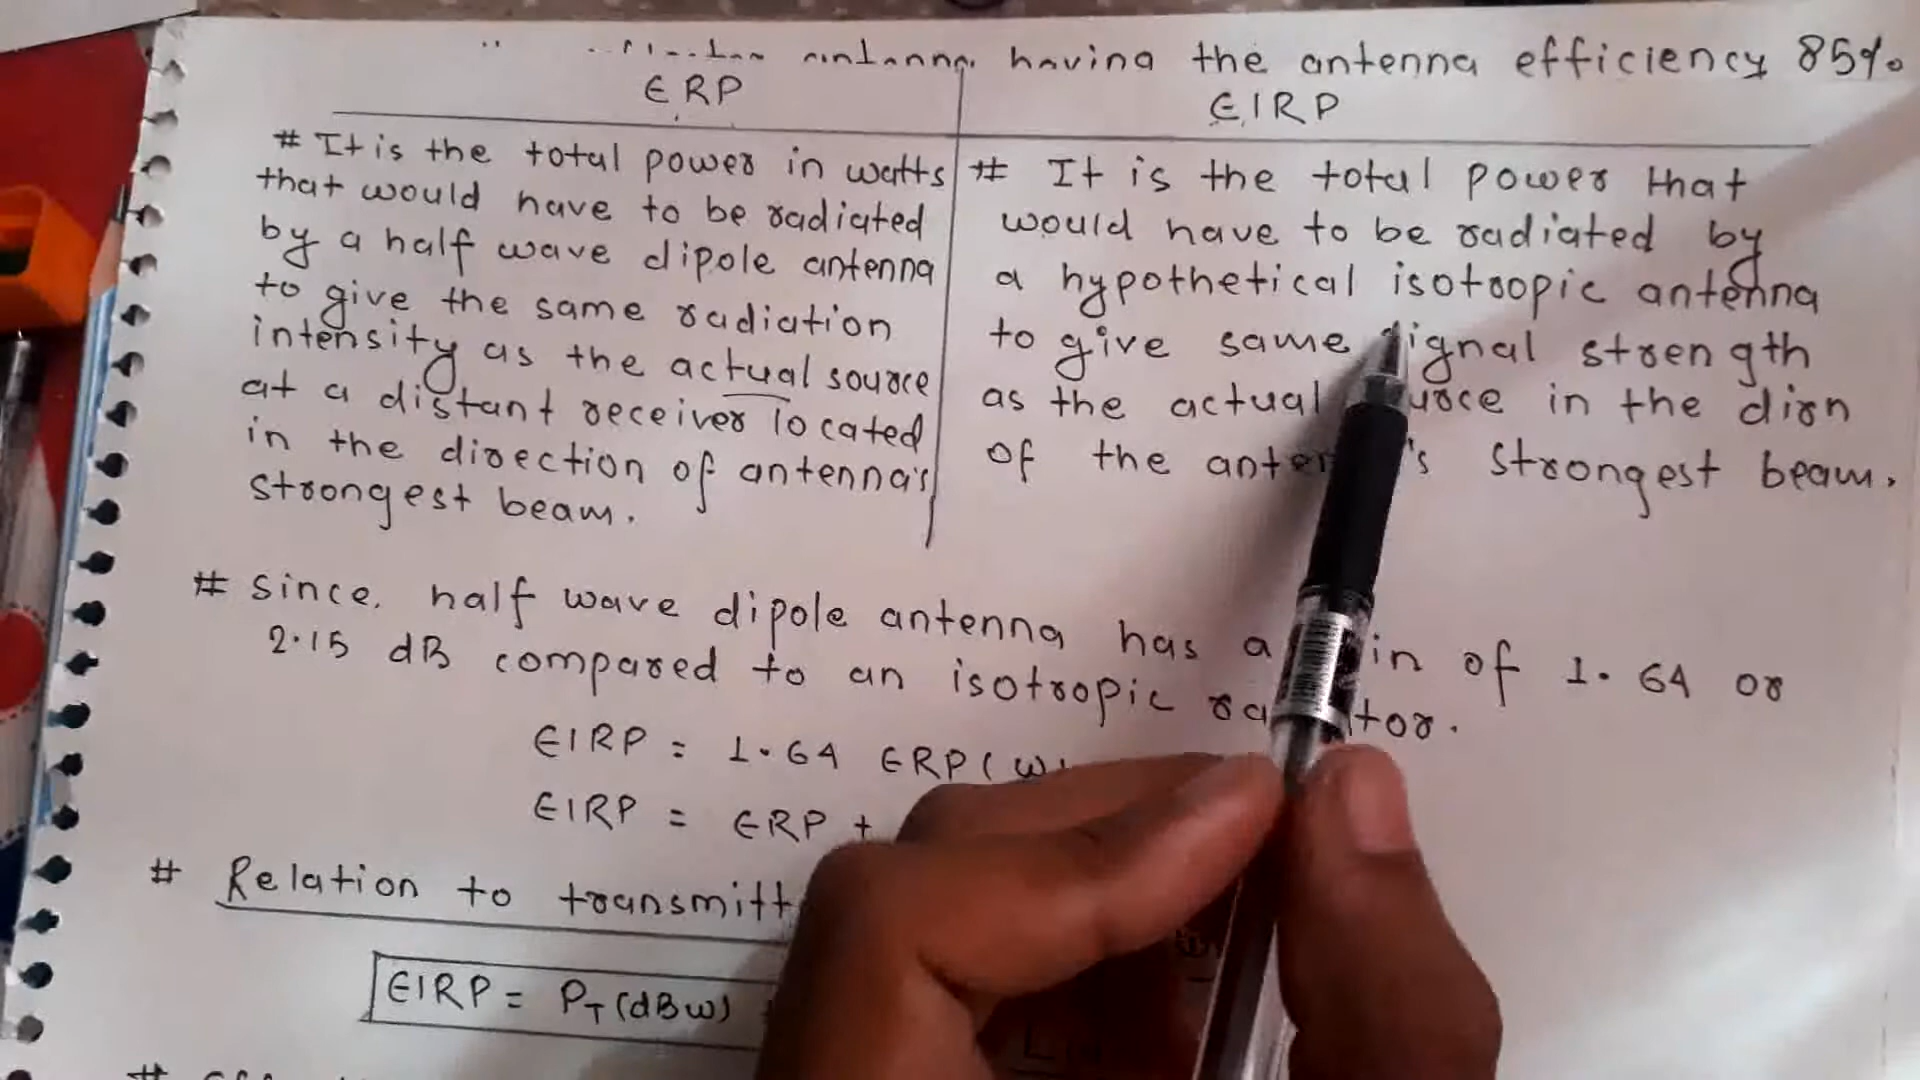 antenna having the antenna efficiency 85%
ERP
# It is the total power in watts
that would have to be radiated
by a half wave dipole antenna
to give the same radiation
intensity as the actual source
at a distant receiver located
in the direction of antenna's
strongest beam.
EIRP
# It is the total power that
would have to be radiated by
a hypothetical isotropic antenna
to give same signal strength
as the actual in the dirn
of the strongest beam.
# since. half wave dipole antenna has a of 1.64 or
2.15 dB compared to an isotropic
EIRP = 1.64 ERP(
EIRP = ERP +
# Relation to
EIRP = PT(dBw)
#